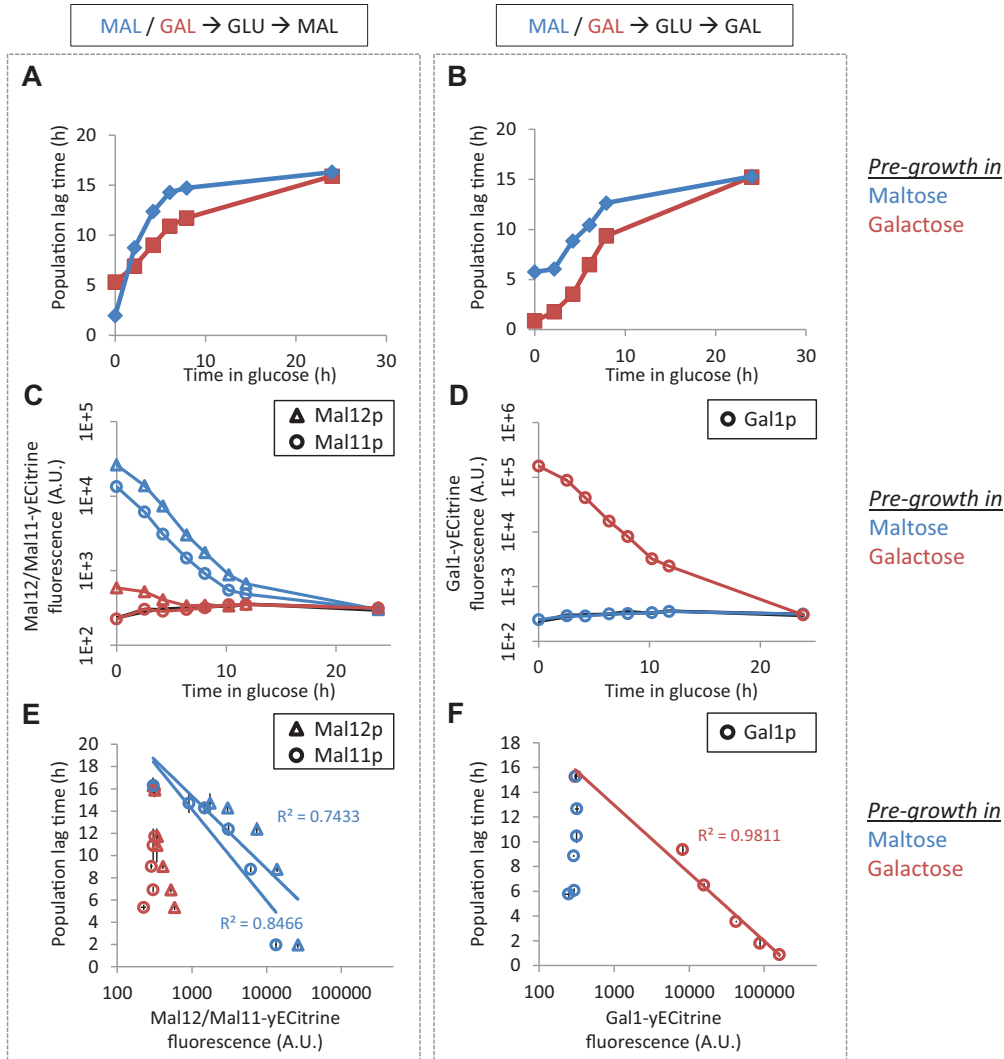 MAL / GAL → GLU → MAL
MAL / GAL → GLU → GAL
A
Population lag time (h)
20
15
10
5
0
0 10 20 30
Time in glucose (h)
B
Population lag time (h)
20
15
10
5
0
0 10 20 30
Time in glucose (h)
Pre-growth in
Maltose
Galactose
C
Mal12p
Mal11p
Mal12/Mal11-yECitrine
fluorescence (A.U.)
1E+5
1E+4
1E+3
1E+2
0 10 20
Time in glucose (h)
D
Gal1p
Gal1-yECitrine
fluorescence (A.U.)
1E+6
1E+5
1E+4
1E+3
1E+2
0 10 20
Time in glucose (h)
Pre-growth in
Maltose
Galactose
E
Mal12p
Mal11p
Population lag time (h)
20
18
16
14
12
10
8
6
4
2
0
R² = 0.7433
R² = 0.8466
100 1000 10000 100000
Mal12/Mal11-yECitrine
fluorescence (A.U.)
F
Gal1p
Population lag time (h)
18
16
14
12
10
8
6
4
2
0
R² = 0.9811
100 1000 10000 100000
Gal1-yECitrine
fluorescence (A.U.)
Pre-growth in
Maltose
Galactose